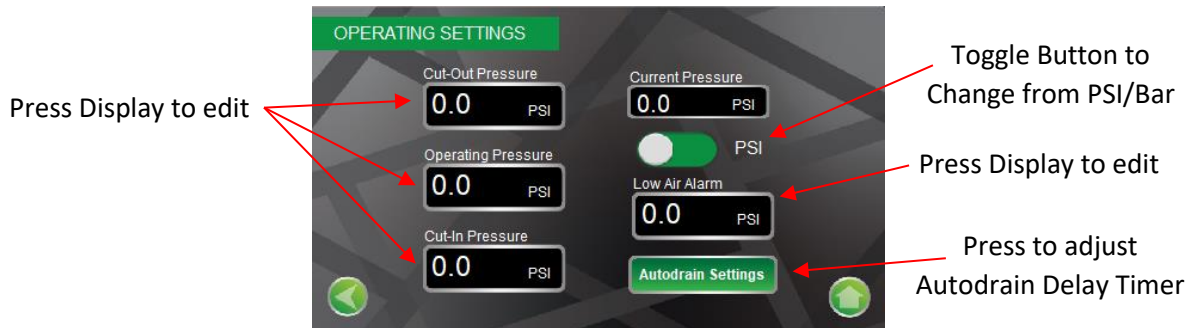 OPERATING SETTINGS
Press Display to edit
Cut-Out Pressure
0.0 PSI
Operating Pressure
0.0 PSI
Cut-In Pressure
0.0 PSI
Current Pressure
0.0 PSI
PSI
Low Air Alarm
0.0 PSI
Autodrain Settings
Toggle Button to
Change from PSI/Bar
Press Display to edit
Press to adjust
Autodrain Delay Timer